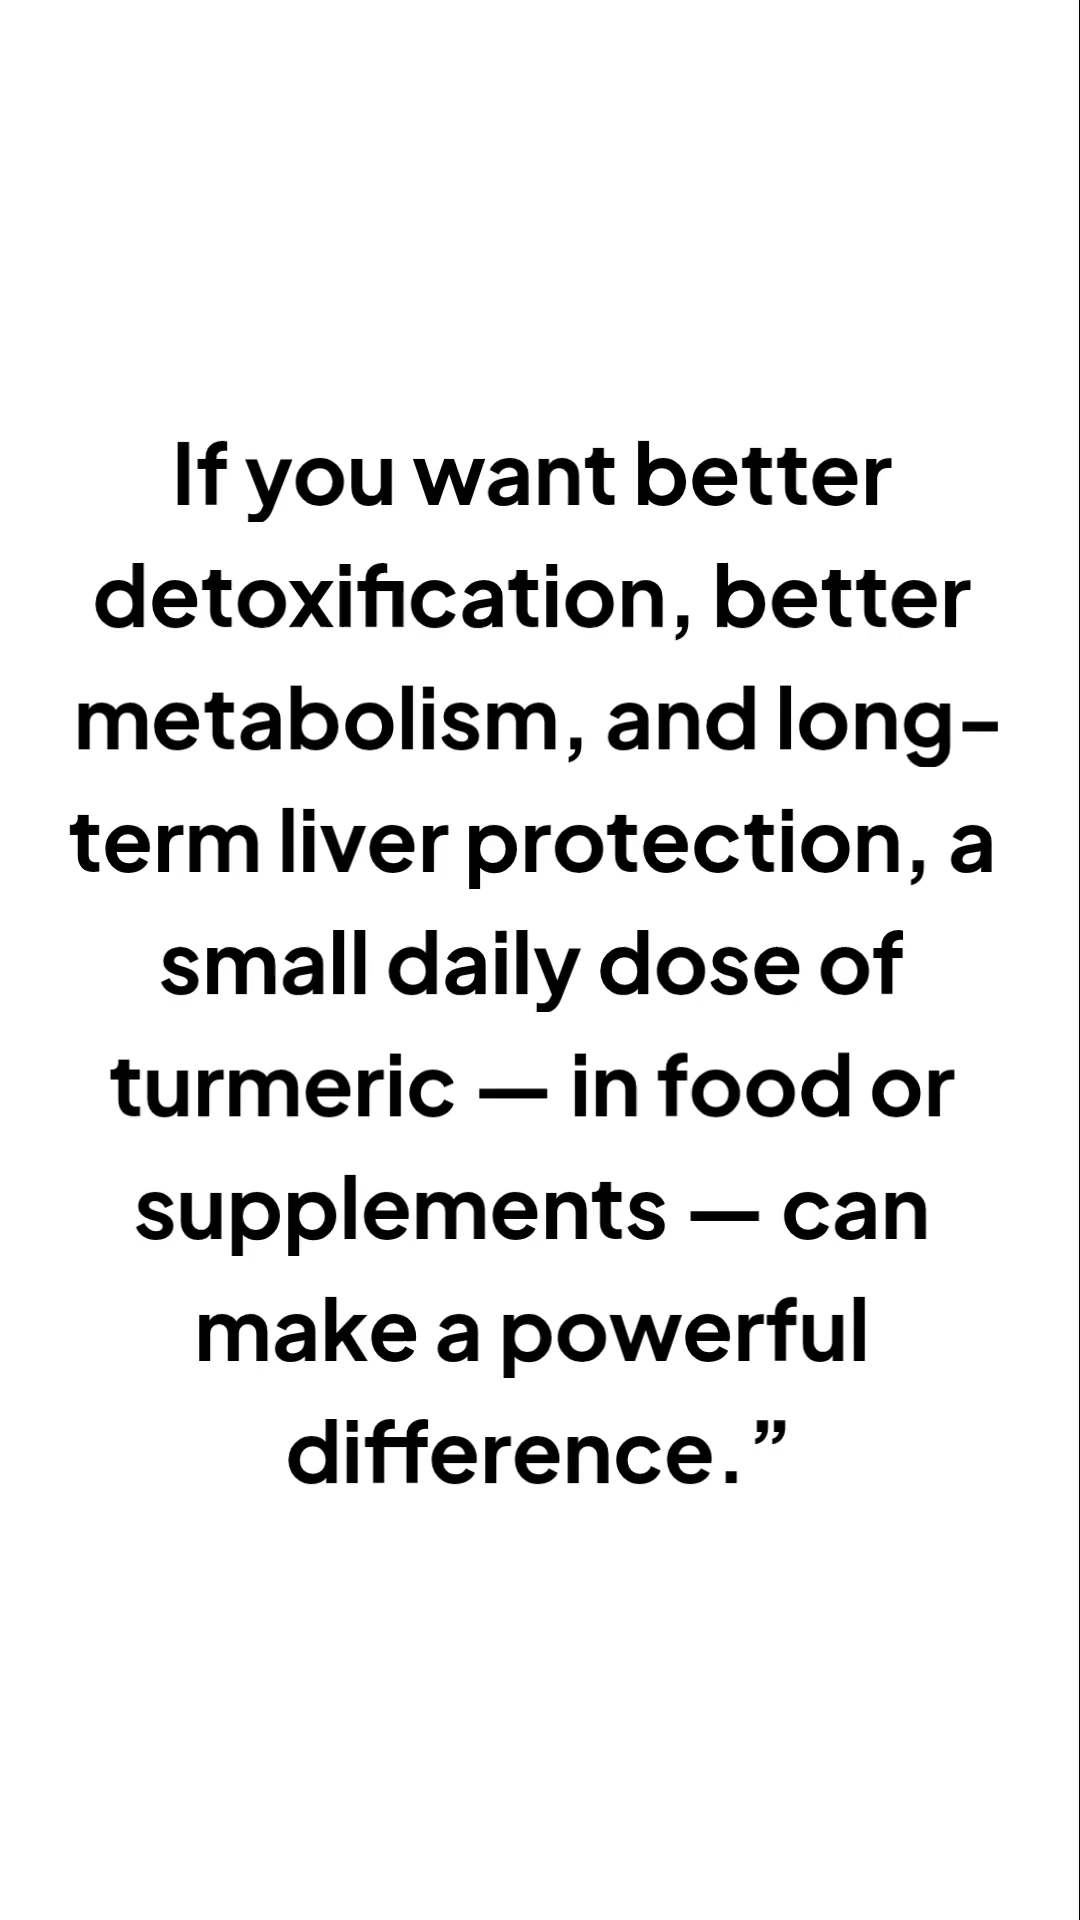 If you want better
detoxification, better
metabolism, and long-
term liver protection, a
small daily dose of
turmeric — in food or
supplements — can
make a powerful
difference.”